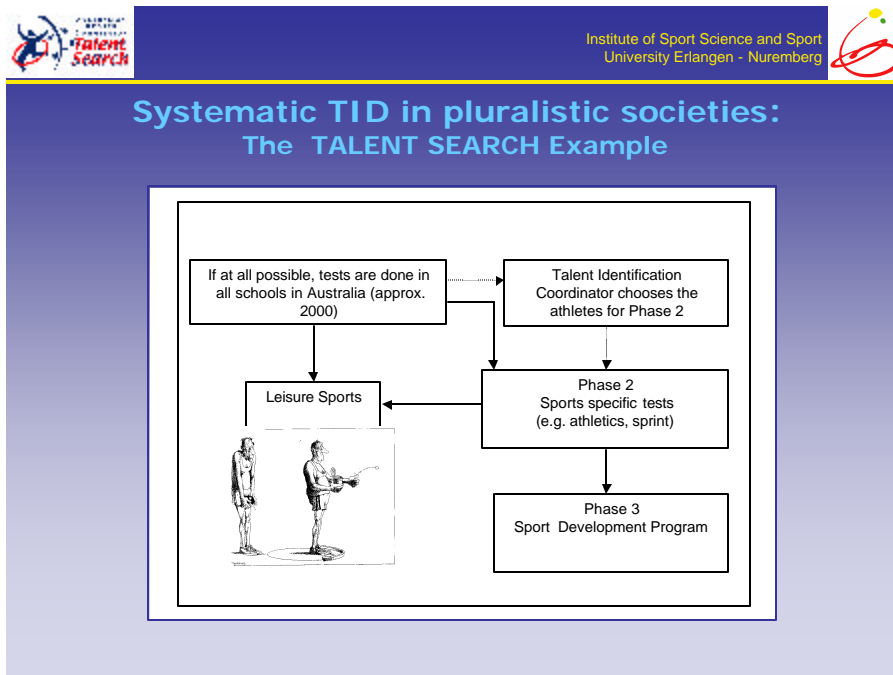 Talent
Search
Institute of Sport Science and Sport
University Erlangen - Nuremberg
Systematic TID in pluralistic societies:
The TALENT SEARCH Example
If at all possible, tests are done in
all schools in Australia (approx.
2000)
Talent Identification
Coordinator chooses the
athletes for Phase 2
Leisure Sports
Phase 2
Sports specific tests
(e.g. athletics, sprint)
Phase 3
Sport Development Program